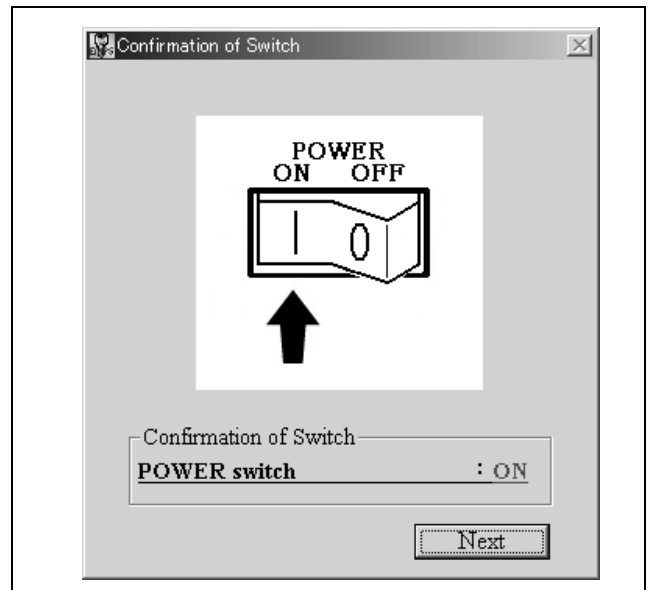 Confirmation of Switch
POWER
ON OFF
| 0
Confirmation of Switch
POWER switch : ON
Next